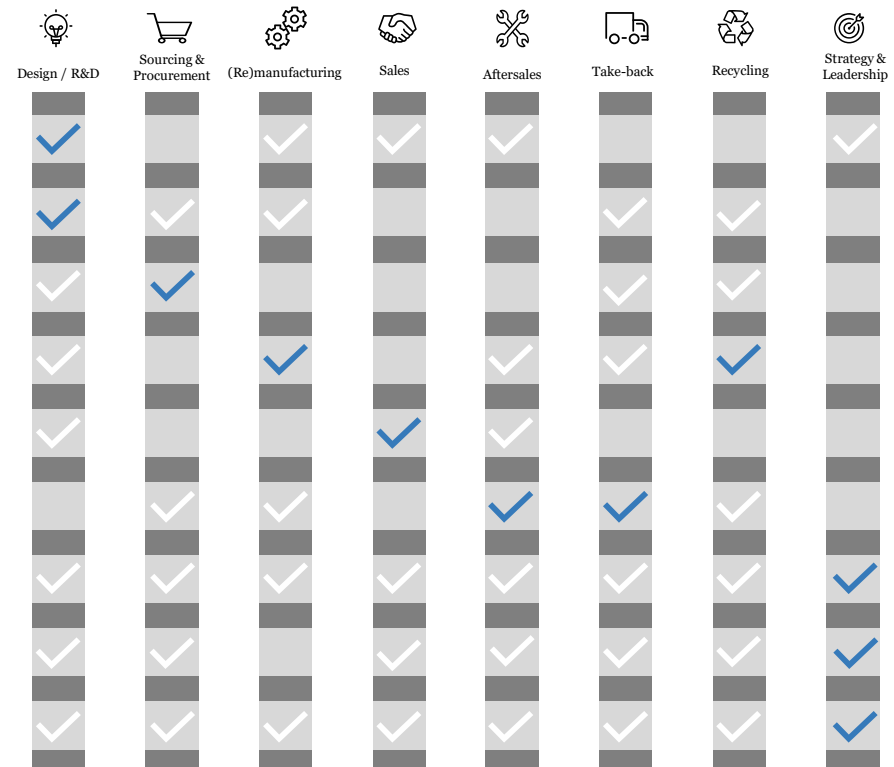 Design / R&D
Sourcing &
Procurement
(Re)manufacturing
Sales
Aftersales
Take-back
Recycling
Strategy &
Leadership